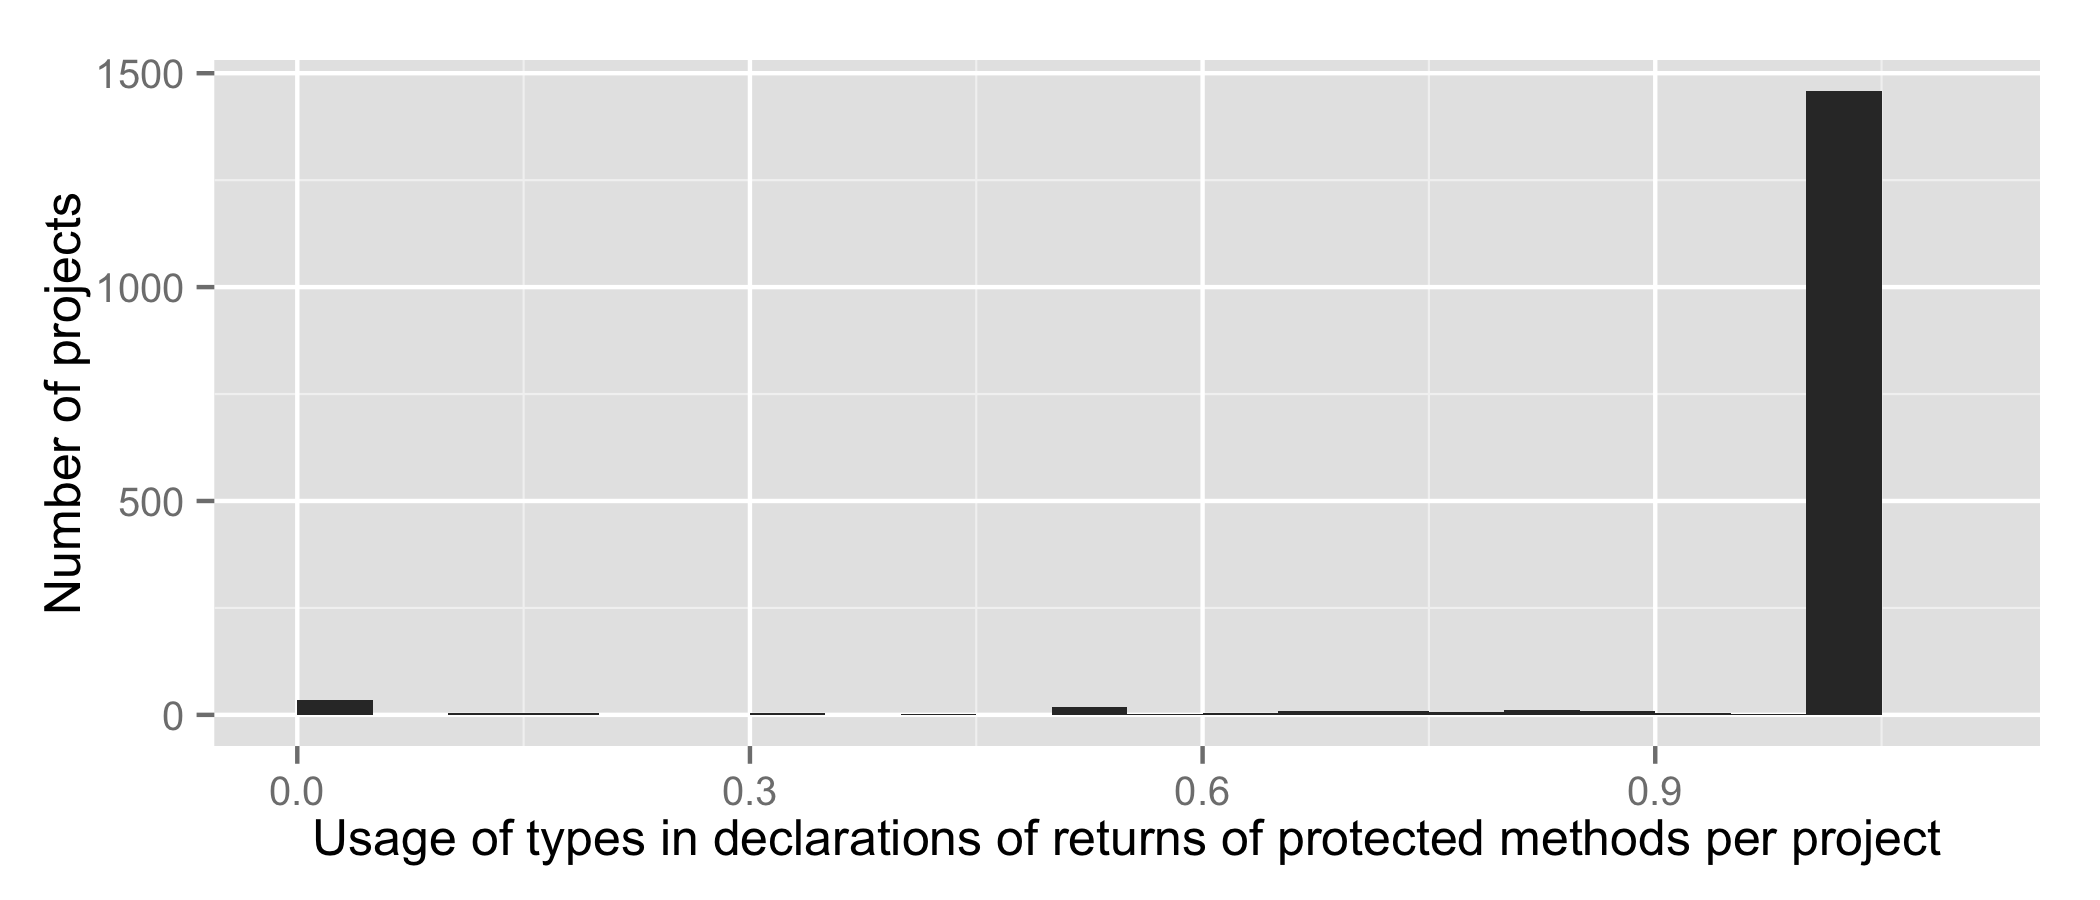 1500
1000
500
0
Number of projects
0.0 0.3 0.6 0.9
Usage of types in declarations of returns of protected methods per project